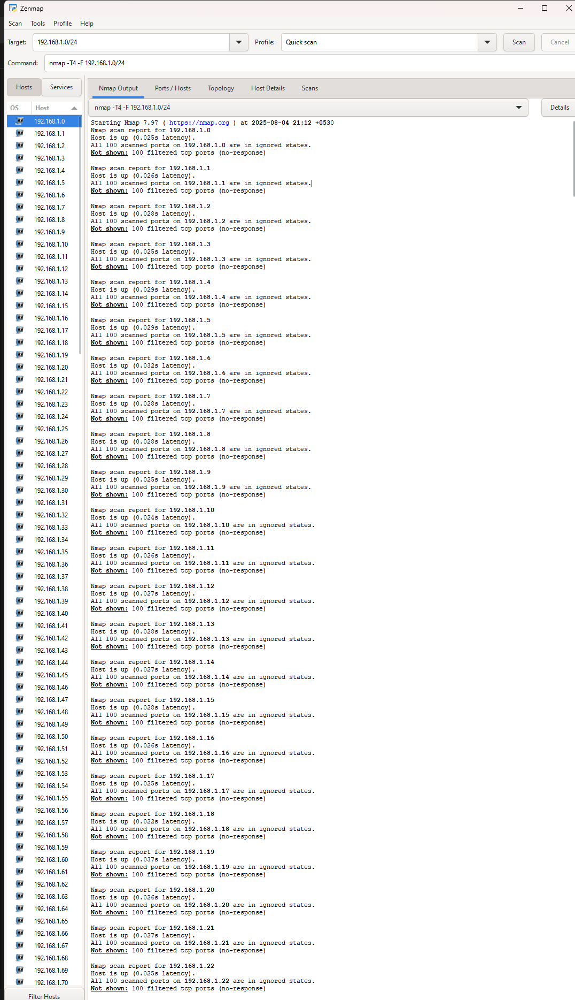 Zenmap
Scan Tools Profile Help
Target: 192.168.1.0/24 Profile: Quick scan Scan Cancel
Command: nmap -T4 -F 192.168.1.0/24
Hosts Services
OS Host
192.168.1.0
192.168.1.1
192.168.1.2
192.168.1.3
192.168.1.4
192.168.1.5
192.168.1.6
192.168.1.7
192.168.1.8
192.168.1.9
192.168.1.10
192.168.1.11
192.168.1.12
192.168.1.13
192.168.1.14
192.168.1.15
192.168.1.16
192.168.1.17
192.168.1.18
192.168.1.19
192.168.1.20
192.168.1.21
192.168.1.22
192.168.1.23
192.168.1.24
192.168.1.25
192.168.1.26
192.168.1.27
192.168.1.28
192.168.1.29
192.168.1.30
192.168.1.31
192.168.1.32
192.168.1.33
192.168.1.34
192.168.1.35
192.168.1.36
192.168.1.37
192.168.1.38
192.168.1.39
192.168.1.40
192.168.1.41
192.168.1.42
192.168.1.43
192.168.1.44
192.168.1.45
192.168.1.46
192.168.1.47
192.168.1.48
192.168.1.49
192.168.1.50
192.168.1.51
192.168.1.52
192.168.1.53
192.168.1.54
192.168.1.55
192.168.1.56
192.168.1.57
192.168.1.58
192.168.1.59
192.168.1.60
192.168.1.61
192.168.1.62
192.168.1.63
192.168.1.64
192.168.1.65
192.168.1.66
192.168.1.67
192.168.1.68
192.168.1.69
192.168.1.70
Filter Hosts
Nmap Output Ports / Hosts Topology Host Details Scans
nmap -T4 -F 192.168.1.0/24 Details
Starting Nmap 7.97 ( https://nmap.org ) at 2025-08-04 21:12 +0530
Nmap scan report for 192.168.1.0
Host is up (0.025s latency).
All 100 scanned ports on 192.168.1.0 are in ignored states.
Not shown: 100 filtered tcp ports (no-response)
Nmap scan report for 192.168.1.1
Host is up (0.026s latency).
All 100 scanned ports on 192.168.1.1 are in ignored states.
Not shown: 100 filtered tcp ports (no-response)
Nmap scan report for 192.168.1.2
Host is up (0.028s latency).
All 100 scanned ports on 192.168.1.2 are in ignored states.
Not shown: 100 filtered tcp ports (no-response)
Nmap scan report for 192.168.1.3
Host is up (0.025s latency).
All 100 scanned ports on 192.168.1.3 are in ignored states.
Not shown: 100 filtered tcp ports (no-response)
Nmap scan report for 192.168.1.4
Host is up (0.029s latency).
All 100 scanned ports on 192.168.1.4 are in ignored states.
Not shown: 100 filtered tcp ports (no-response)
Nmap scan report for 192.168.1.5
Host is up (0.029s latency).
All 100 scanned ports on 192.168.1.5 are in ignored states.
Not shown: 100 filtered tcp ports (no-response)
Nmap scan report for 192.168.1.6
Host is up (0.032s latency).
All 100 scanned ports on 192.168.1.6 are in ignored states.
Not shown: 100 filtered tcp ports (no-response)
Nmap scan report for 192.168.1.7
Host is up (0.028s latency).
All 100 scanned ports on 192.168.1.7 are in ignored states.
Not shown: 100 filtered tcp ports (no-response)
Nmap scan report for 192.168.1.8
Host is up (0.028s latency).
All 100 scanned ports on 192.168.1.8 are in ignored states.
Not shown: 100 filtered tcp ports (no-response)
Nmap scan report for 192.168.1.9
Host is up (0.025s latency).
All 100 scanned ports on 192.168.1.9 are in ignored states.
Not shown: 100 filtered tcp ports (no-response)
Nmap scan report for 192.168.1.10
Host is up (0.024s latency).
All 100 scanned ports on 192.168.1.10 are in ignored states.
Not shown: 100 filtered tcp ports (no-response)
Nmap scan report for 192.168.1.11
Host is up (0.026s latency).
All 100 scanned ports on 192.168.1.11 are in ignored states.
Not shown: 100 filtered tcp ports (no-response)
Nmap scan report for 192.168.1.12
Host is up (0.027s latency).
All 100 scanned ports on 192.168.1.12 are in ignored states.
Not shown: 100 filtered tcp ports (no-response)
Nmap scan report for 192.168.1.13
Host is up (0.028s latency).
All 100 scanned ports on 192.168.1.13 are in ignored states.
Not shown: 100 filtered tcp ports (no-response)
Nmap scan report for 192.168.1.14
Host is up (0.027s latency).
All 100 scanned ports on 192.168.1.14 are in ignored states.
Not shown: 100 filtered tcp ports (no-response)
Nmap scan report for 192.168.1.15
Host is up (0.028s latency).
All 100 scanned ports on 192.168.1.15 are in ignored states.
Not shown: 100 filtered tcp ports (no-response)
Nmap scan report for 192.168.1.16
Host is up (0.026s latency).
All 100 scanned ports on 192.168.1.16 are in ignored states.
Not shown: 100 filtered tcp ports (no-response)
Nmap scan report for 192.168.1.17
Host is up (0.025s latency).
All 100 scanned ports on 192.168.1.17 are in ignored states.
Not shown: 100 filtered tcp ports (no-response)
Nmap scan report for 192.168.1.18
Host is up (0.022s latency).
All 100 scanned ports on 192.168.1.18 are in ignored states.
Not shown: 100 filtered tcp ports (no-response)
Nmap scan report for 192.168.1.19
Host is up (0.037s latency).
All 100 scanned ports on 192.168.1.19 are in ignored states.
Not shown: 100 filtered tcp ports (no-response)
Nmap scan report for 192.168.1.20
Host is up (0.026s latency).
All 100 scanned ports on 192.168.1.20 are in ignored states.
Not shown: 100 filtered tcp ports (no-response)
Nmap scan report for 192.168.1.21
Host is up (0.027s latency).
All 100 scanned ports on 192.168.1.21 are in ignored states.
Not shown: 100 filtered tcp ports (no-response)
Nmap scan report for 192.168.1.22
Host is up (0.025s latency).
All 100 scanned ports on 192.168.1.22 are in ignored states.
Not shown: 100 filtered tcp ports (no-response)